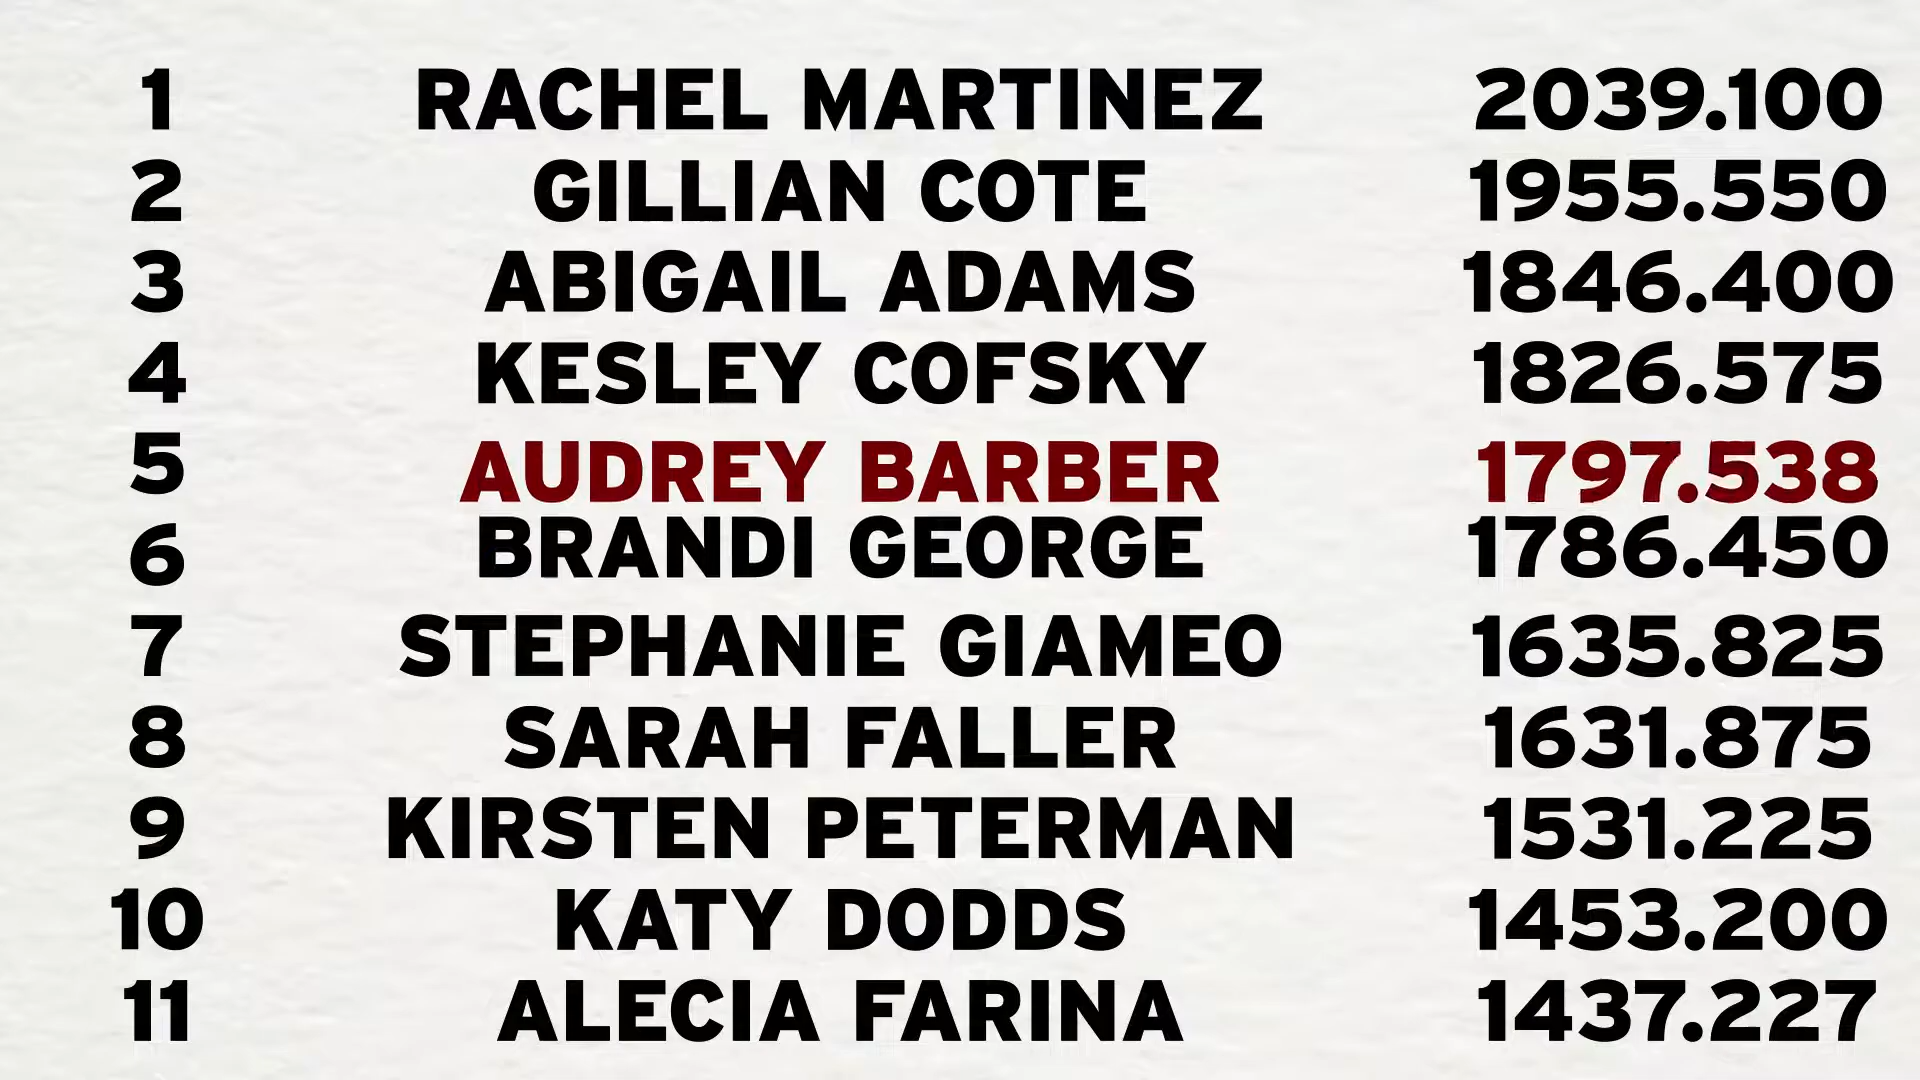 1 RACHEL MARTINEZ 2039.100
2 GILLIAN COTE 1955.550
3 ABIGAIL ADAMS 1846.400
4 KESLEY COFSKY 1826.575
5 AUDREY BARBER 1797.538
6 BRANDI GEORGE 1786.450
7 STEPHANIE GIAMEO 1635.825
8 SARAH FALLER 1631.875
9 KIRSTEN PETERMAN 1531.225
10 KATY DODDS 1453.200
11 ALECIA FARINA 1437.227